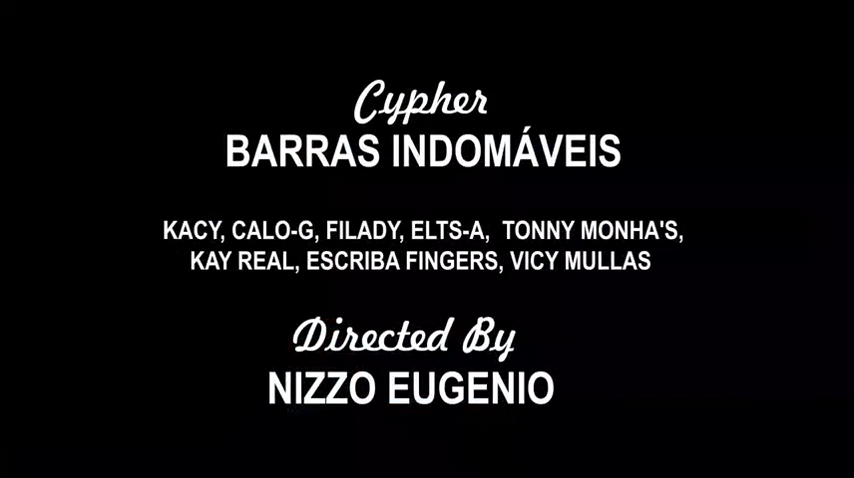 Cypher
BARRAS INDOMÁVEIS
KACY, CALO-G, FILADY, ELTS-A, TONNY MONHA'S,
KAY REAL, ESCRIBA FINGERS, VICY MULLAS
Directed By
NIZZO EUGENIO